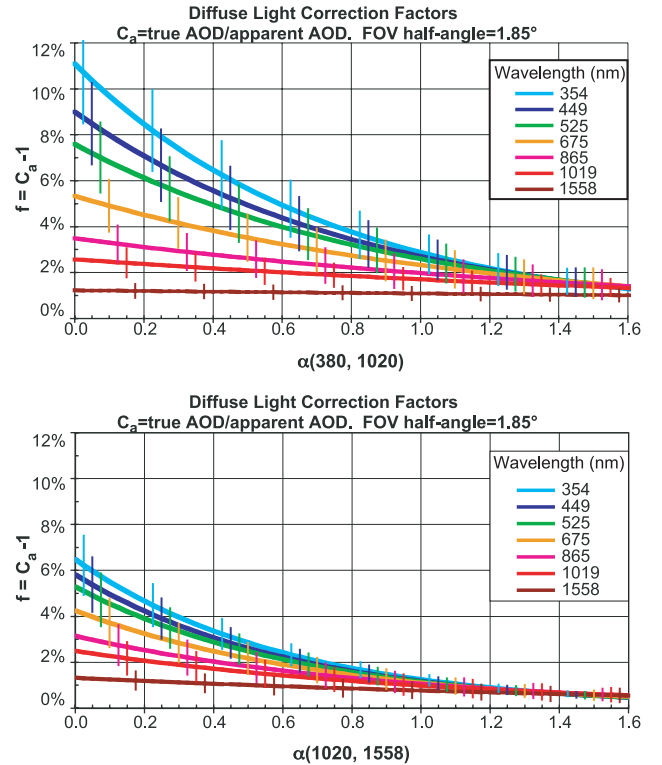 Diffuse Light Correction Factors
Cₐ=true AOD/apparent AOD. FOV half-angle=1.85°
12%
10%
8%
6%
4%
2%
0%
f = Cₐ-1
Wavelength (nm)
354
449
525
675
865
1019
1558
0.0 0.2 0.4 0.6 0.8 1.0 1.2 1.4 1.6
α(380, 1020)
Diffuse Light Correction Factors
Cₐ=true AOD/apparent AOD. FOV half-angle=1.85°
12%
10%
8%
6%
4%
2%
0%
f = Cₐ-1
Wavelength (nm)
354
449
525
675
865
1019
1558
0.0 0.2 0.4 0.6 0.8 1.0 1.2 1.4 1.6
α(1020, 1558)